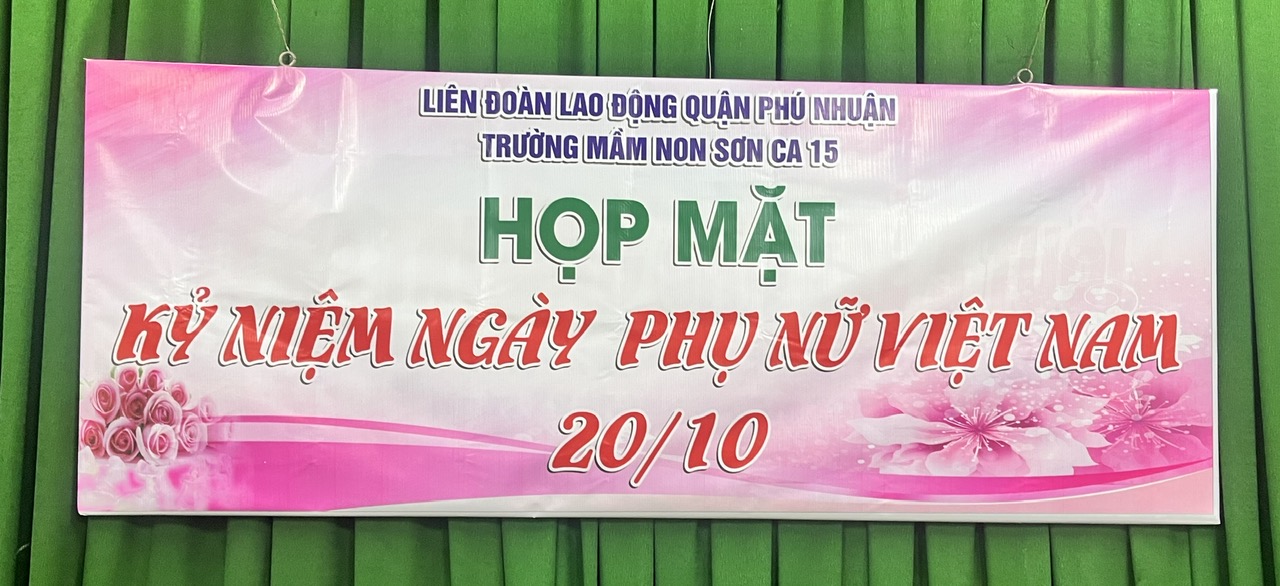 LIÊN ĐOÀN LAO ĐỘNG QUẬN PHÚ NHUẬN
TRƯỜNG MẦM NON SƠN CA 15
HỌP MẶT
KỶ NIỆM NGÀY PHỤ NỮ VIỆT NAM
20/10